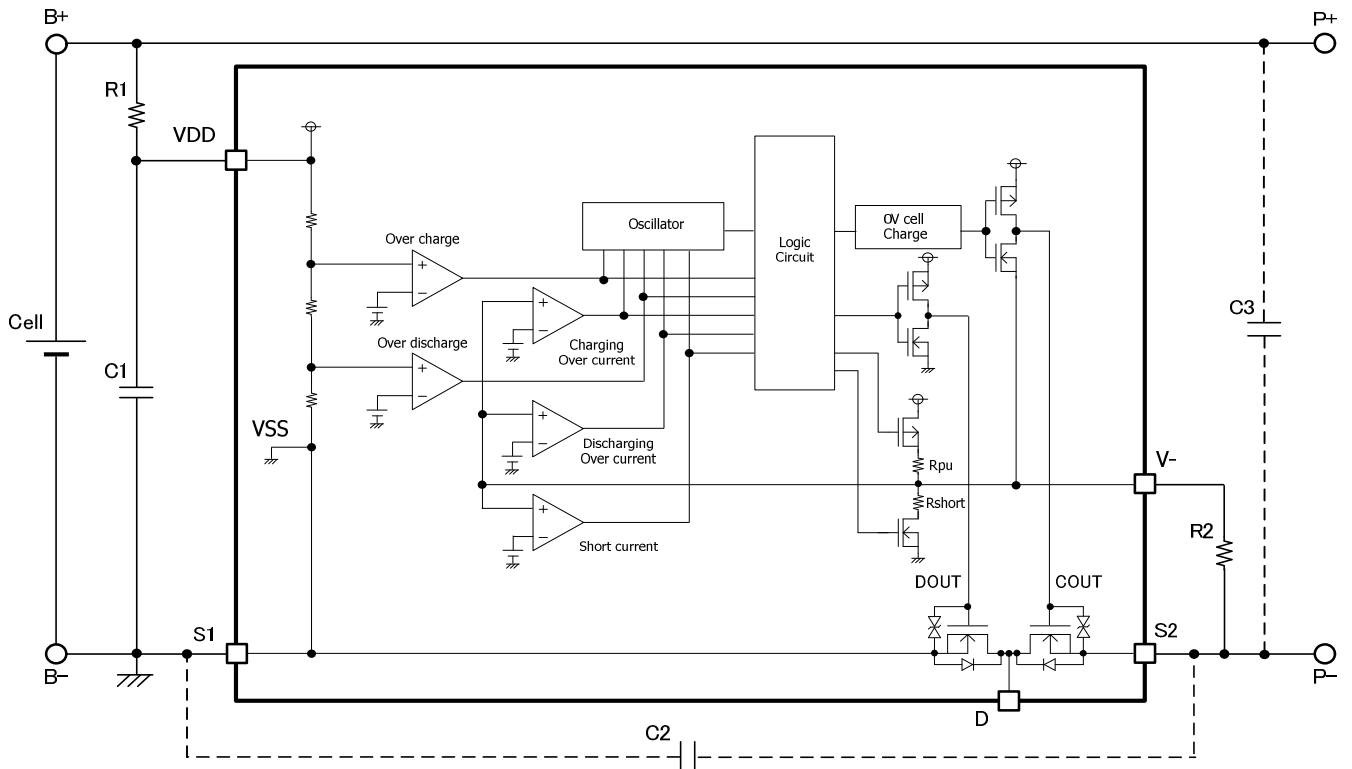 B+
P+
R1
VDD
Oscillator
Logic
Circuit
0V cell
Charge
Over charge
+
−
+
−
Charging
Over current
Cell
C3
Over discharge
+
−
C1
VSS
+
−
Discharging
Over current
Rpu
V-
Rshort
+
−
Short current
R2
DOUT
COUT
S1
S2
B-
P-
D
C2